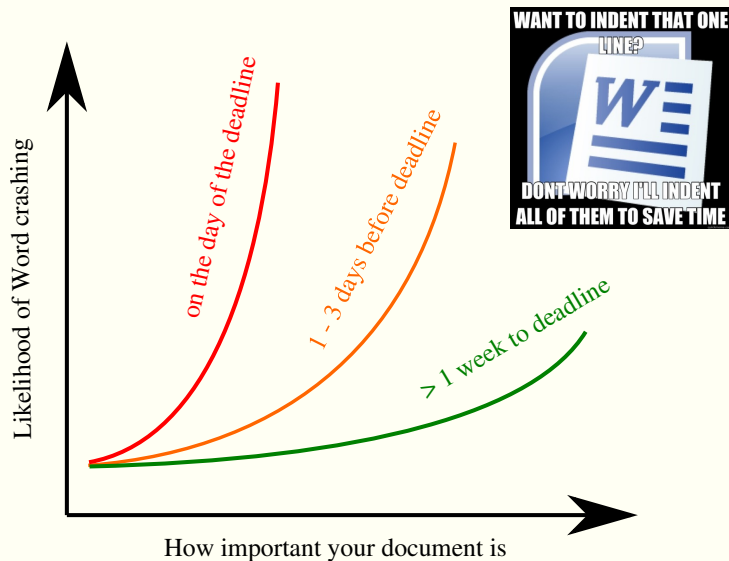 WANT TO INDENT THAT ONE
LINE?
W
DONT WORRY I'LL INDENT
ALL OF THEM TO SAVE TIME
on the day of the deadline
1 - 3 days before deadline
> 1 week to deadline
Likelihood of Word crashing
How important your document is